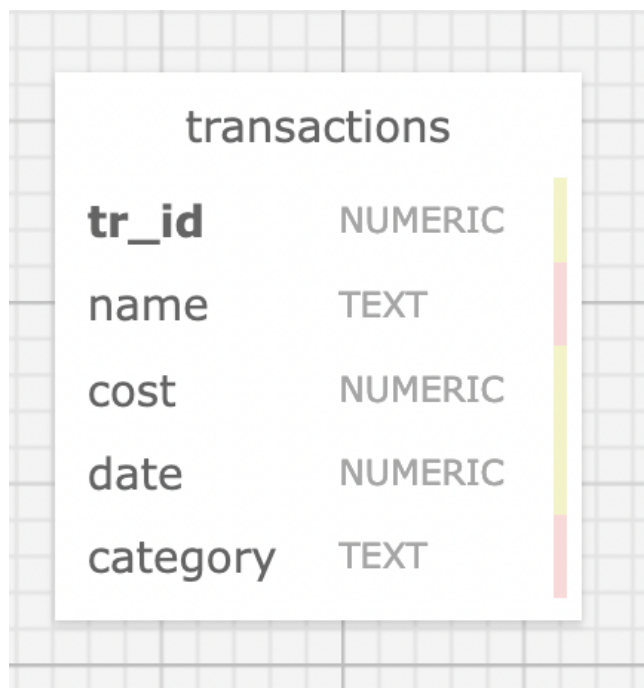 transactions
tr_id NUMERIC
name TEXT
cost NUMERIC
date NUMERIC
category TEXT